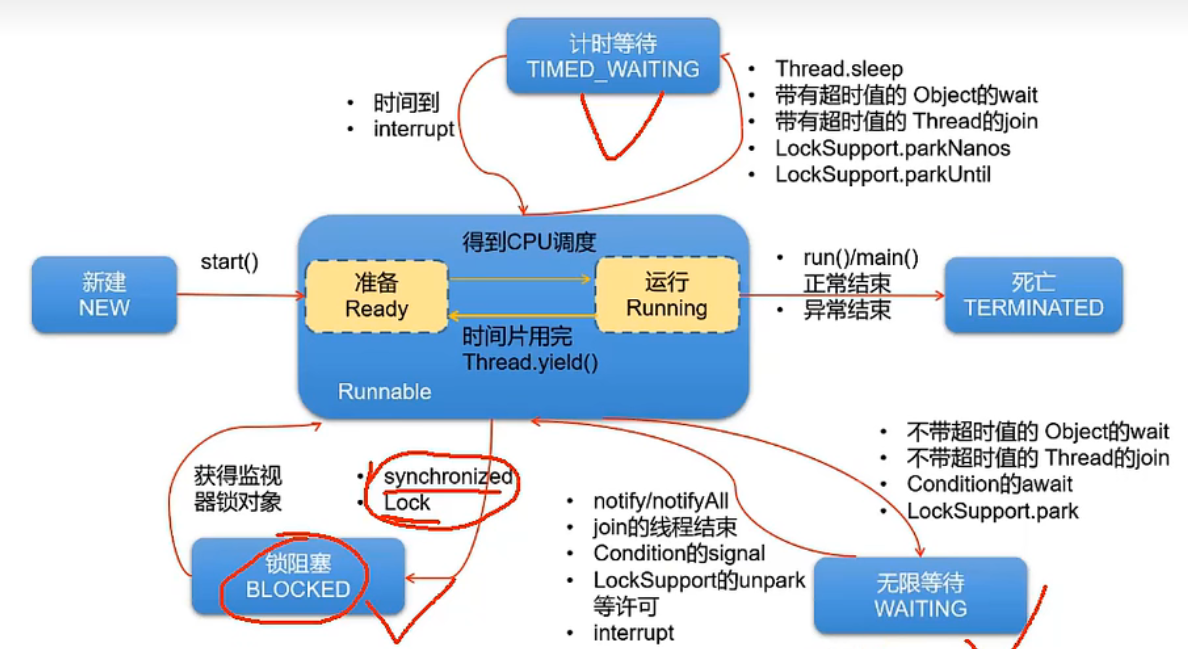 计时等待
TIMED_WAITING
• 时间到
• interrupt
• Thread.sleep
• 带有超时值的 Object的wait
• 带有超时值的 Thread的join
• LockSupport.parkNanos
• LockSupport.parkUntil
新建
NEW
start()
得到CPU调度
准备
Ready
运行
Running
时间片用完
Thread.yield()
Runnable
• run()/main()
正常结束
• 异常结束
死亡
TERMINATED
获得监视
器锁对象
• synchronized
• Lock
锁阻塞
BLOCKED
• notify/notifyAll
• join的线程结束
• Condition的signal
• LockSupport的unpark
等许可
• interrupt
• 不带超时值的 Object的wait
• 不带超时值的 Thread的join
• Condition的await
• LockSupport.park
无限等待
WAITING